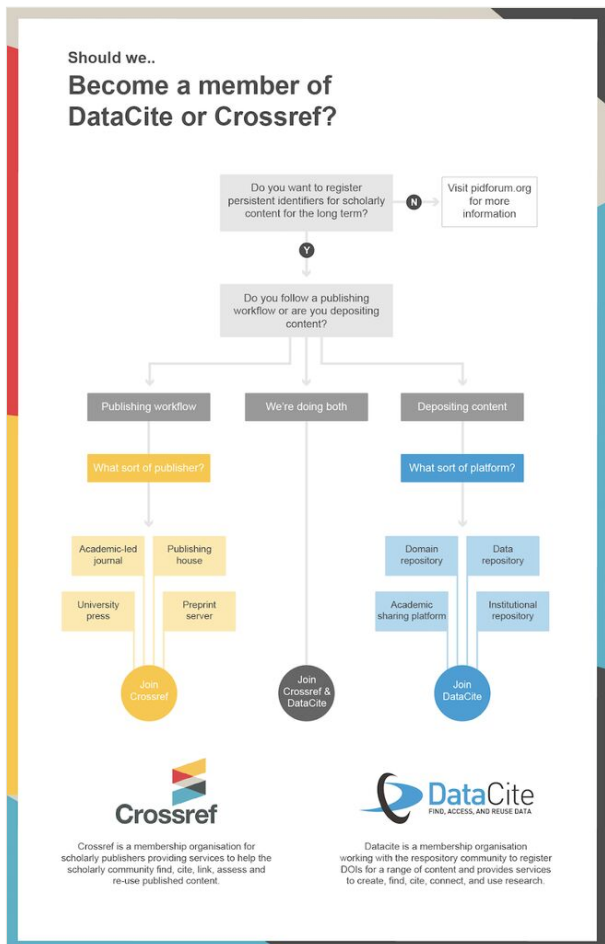 Should we..
Become a member of
DataCite or Crossref?
Do you want to register
persistent identifiers for scholarly
content for the long term?
N
Visit pidforum.org
for more
information
Y
Do you follow a publishing
workflow or are you depositing
content?
Publishing workflow
We're doing both
Depositing content
What sort of publisher?
What sort of platform?
Academic-led
journal
Publishing
house
Domain
repository
Data
repository
University
press
Preprint
server
Academic
sharing platform
Institutional
repository
Join
Crossref
Join
Crossref &
DataCite
Join
DataCite
Crossref
DataCite
FIND, ACCESS, AND REUSE DATA
Crossref is a membership organisation for
scholarly publishers providing services to help the
scholarly community find, cite, link, assess and
re-use published content.
Datacite is a membership organisation
working with the respository community to register
DOIs for a range of content and provides services
to create, find, cite, connect, and use research.